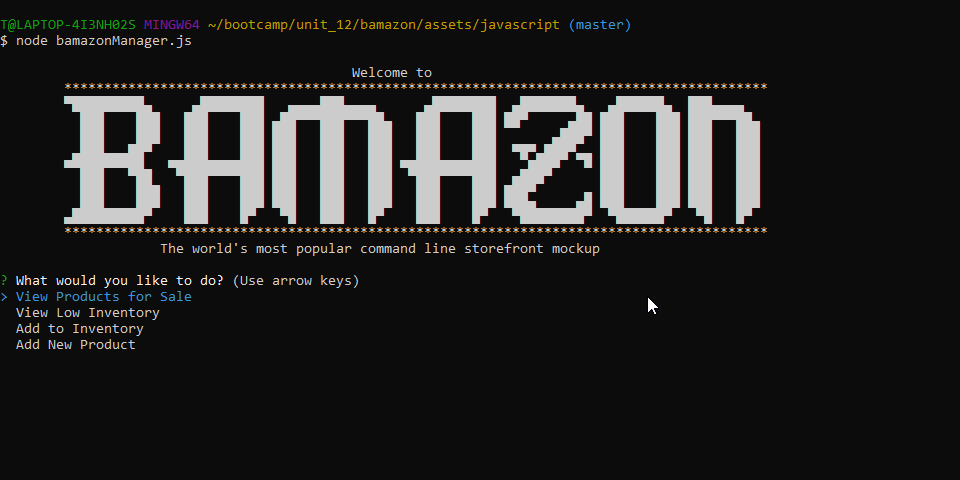 T@LAPTOP-4I3NH02S MINGW64 ~/bootcamp/unit_12/bamazon/assets/javascript (master)
$ node bamazonManager.js
Welcome to
****************************************************************************************
BAMAZON
****************************************************************************************
The world's most popular command line storefront mockup
? What would you like to do? (Use arrow keys)
> View Products for Sale
View Low Inventory
Add to Inventory
Add New Product